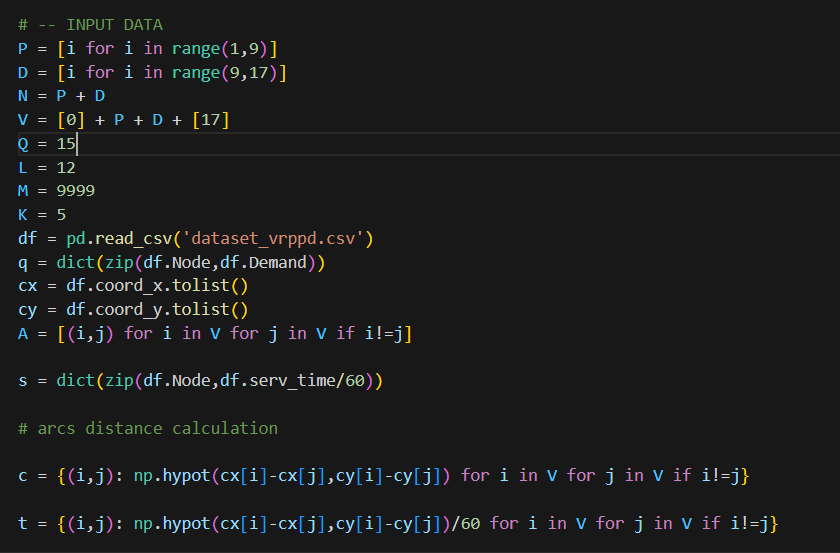 # -- INPUT DATA
P = [i for i in range(1,9)]
D = [i for i in range(9,17)]
N = P + D
V = [0] + P + D + [17]
Q = 15
L = 12
M = 9999
K = 5
df = pd.read_csv('dataset_vrppd.csv')
q = dict(zip(df.Node,df.Demand))
cx = df.coord_x.tolist()
cy = df.coord_y.tolist()
A = [(i,j) for i in V for j in V if i!=j]
s = dict(zip(df.Node,df.serv_time/60))
# arcs distance calculation
c = {(i,j): np.hypot(cx[i]-cx[j],cy[i]-cy[j]) for i in V for j in V if i!=j}
t = {(i,j): np.hypot(cx[i]-cx[j],cy[i]-cy[j])/60 for i in V for j in V if i!=j}